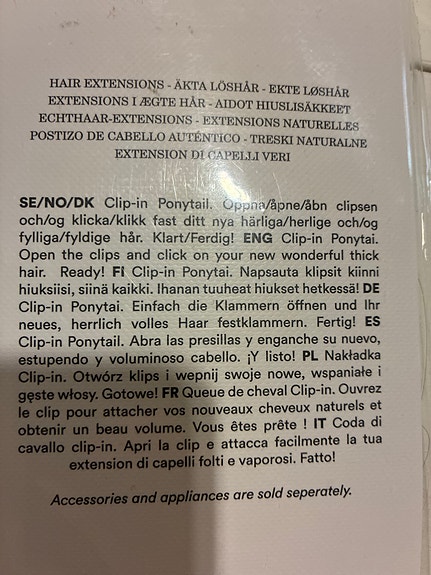 HAIR EXTENSIONS - ÄKTA LÖSHÅR - EKTE LØSHÅR
EXTENSIONS I ÆGTE HÅR - AIDOT HIUSLISÄKKEET
ECHTHAAR-EXTENSIONS - EXTENSIONS NATURELLES
POSTIZO DE CABELLO AUTÉNTICO - TRESKI NATURALNE
EXTENSION DI CAPELLI VERI
SE/NO/DK Clip-in Ponytail. Öppna/åpne/åbn clipsen
och/og klicka/klikk fast ditt nya härliga/herlige och/og
fylliga/fyldige hår. Klart/Ferdig! ENG Clip-in Ponytai.
Open the clips and click on your new wonderful thick
hair. Ready! FI Clip-in Ponytai. Napsauta klipsit kiinni
hiuksiisi, siinä kaikki. Ihanan tuuheat hiukset hetkessä! DE
Clip-in Ponytai. Einfach die Klammern öffnen und Ihr
neues, herrlich volles Haar festklammern. Fertig! ES
Clip-in Ponytail. Abra las presillas y enganche su nuevo,
estupendo y voluminoso cabello. ¡Y listo! PL Nakładka
Clip-in. Otwórz klips i wepnij swoje nowe, wspaniałe i
gęste włosy. Gotowe! FR Queue de cheval Clip-in. Ouvrez
le clip pour attacher vos nouveaux cheveux naturels et
obtenir un beau volume. Vous êtes prête ! IT Coda di
cavallo clip-in. Apri la clip e attacca facilmente la tua
extension di capelli folti e vaporosi. Fatto!
Accessories and appliances are sold seperately.